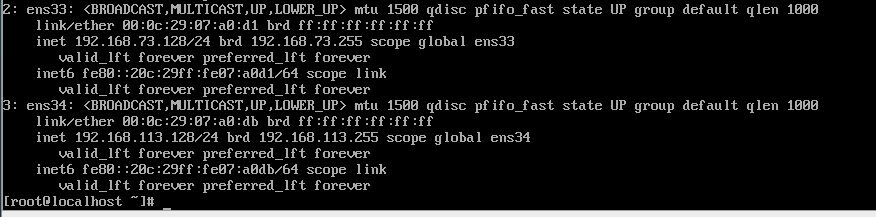 2: ens33: <BROADCAST,MULTICAST,UP,LOWER_UP> mtu 1500 qdisc pfifo_fast state UP group default qlen 1000
    link/ether 00:0c:29:07:a0:d1 brd ff:ff:ff:ff:ff:ff
    inet 192.168.73.128/24 brd 192.168.73.255 scope global ens33
       valid_lft forever preferred_lft forever
    inet6 fe80::20c:29ff:fe07:a0d1/64 scope link
       valid_lft forever preferred_lft forever
3: ens34: <BROADCAST,MULTICAST,UP,LOWER_UP> mtu 1500 qdisc pfifo_fast state UP group default qlen 1000
    link/ether 00:0c:29:07:a0:db brd ff:ff:ff:ff:ff:ff
    inet 192.168.113.128/24 brd 192.168.113.255 scope global ens34
       valid_lft forever preferred_lft forever
    inet6 fe80::20c:29ff:fe07:a0db/64 scope link
       valid_lft forever preferred_lft forever
[root@localhost ~]# _